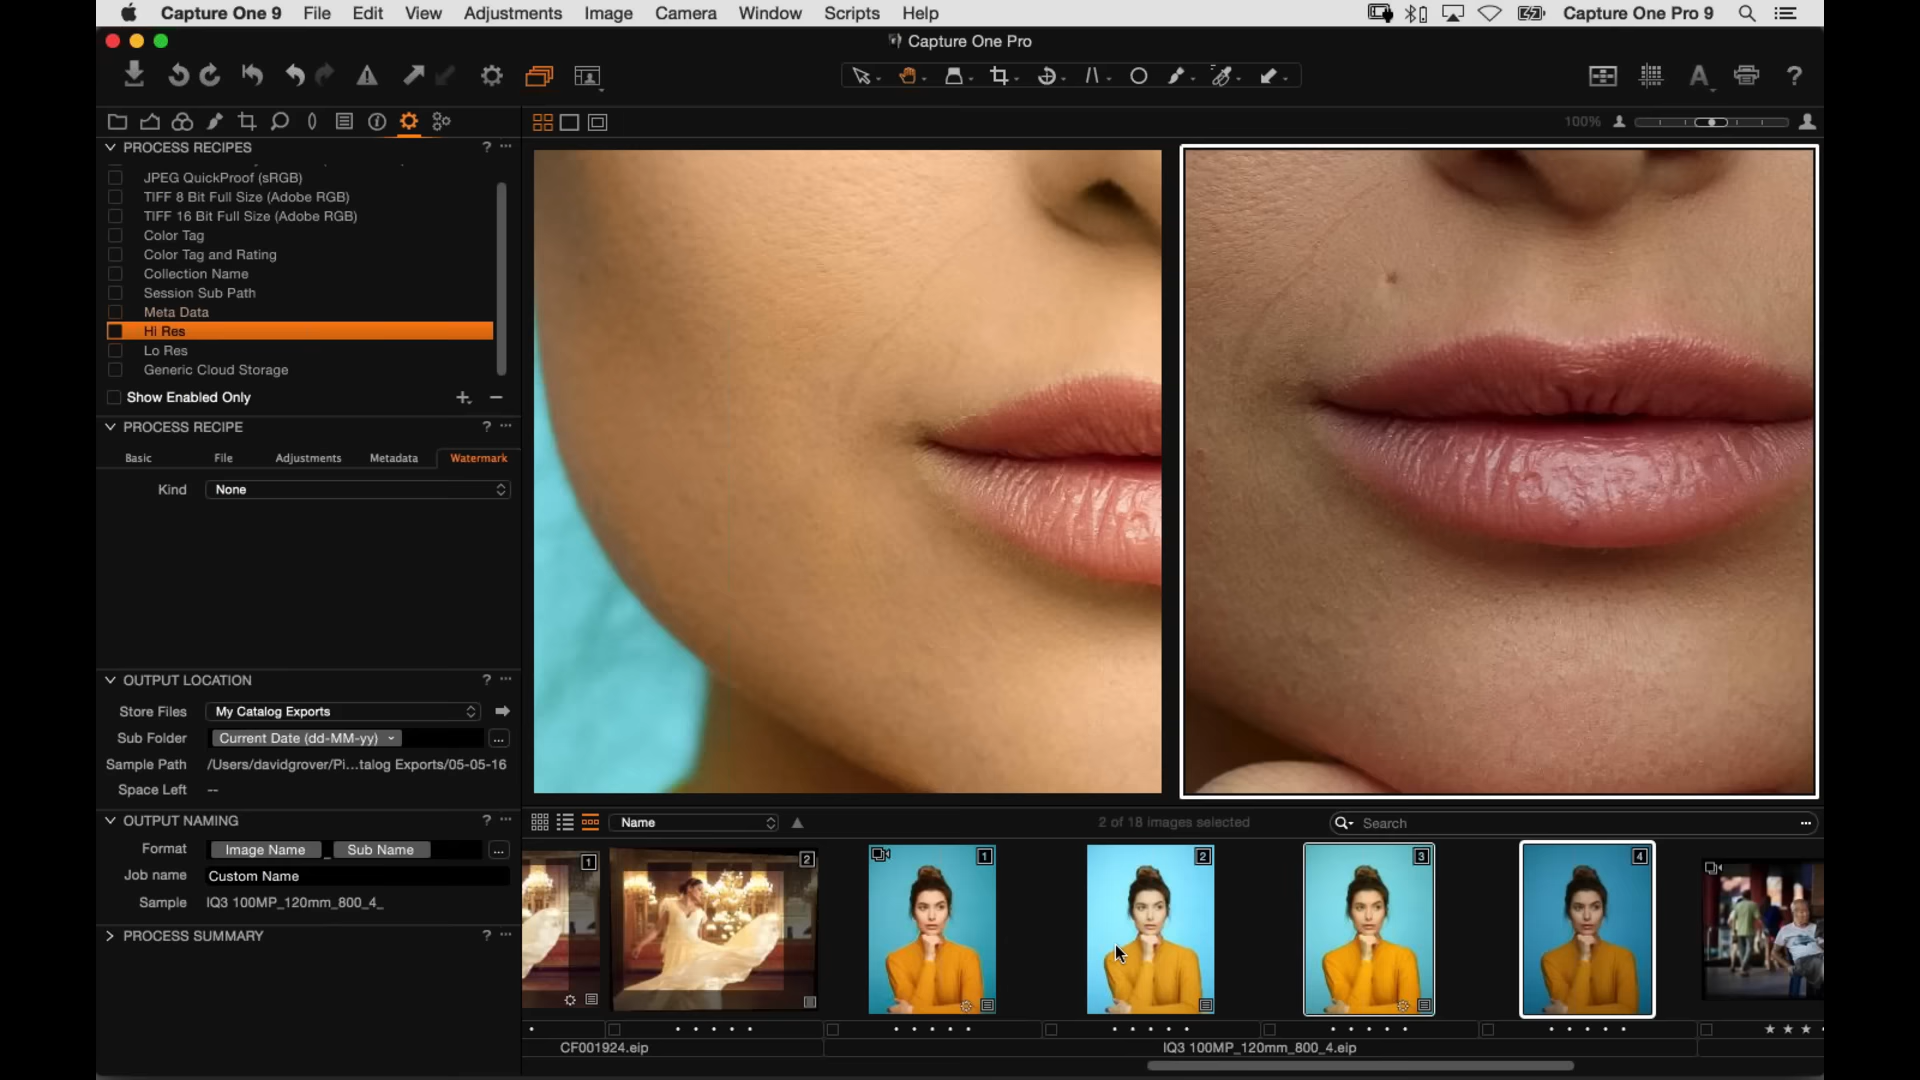 Capture One 9 File Edit View Adjustments Image Camera Window Scripts Help Capture One Pro 9
Capture One Pro
A ?
100%
PROCESS RECIPES ? ...
JPEG QuickProof (sRGB)
TIFF 8 Bit Full Size (Adobe RGB)
TIFF 16 Bit Full Size (Adobe RGB)
Color Tag
Color Tag and Rating
Collection Name
Session Sub Path
Meta Data
Hi Res
Lo Res
Generic Cloud Storage
Show Enabled Only + −
PROCESS RECIPE ? ...
Basic File Adjustments Metadata Watermark
Kind None
OUTPUT LOCATION ? ...
Store Files My Catalog Exports
Sub Folder Current Date (dd-MM-yy) ...
Sample Path /Users/davidgrover/Pi...talog Exports/05-05-16
Space Left --
OUTPUT NAMING ? ...
Format Image Name _ Sub Name ...
Job name Custom Name
Sample IQ3 100MP_120mm_800_4_
PROCESS SUMMARY ? ...
Name 2 of 18 images selected Search ...
1 2 1 2 3 4
CF001924.eip IQ3 100MP_120mm_800_4.eip